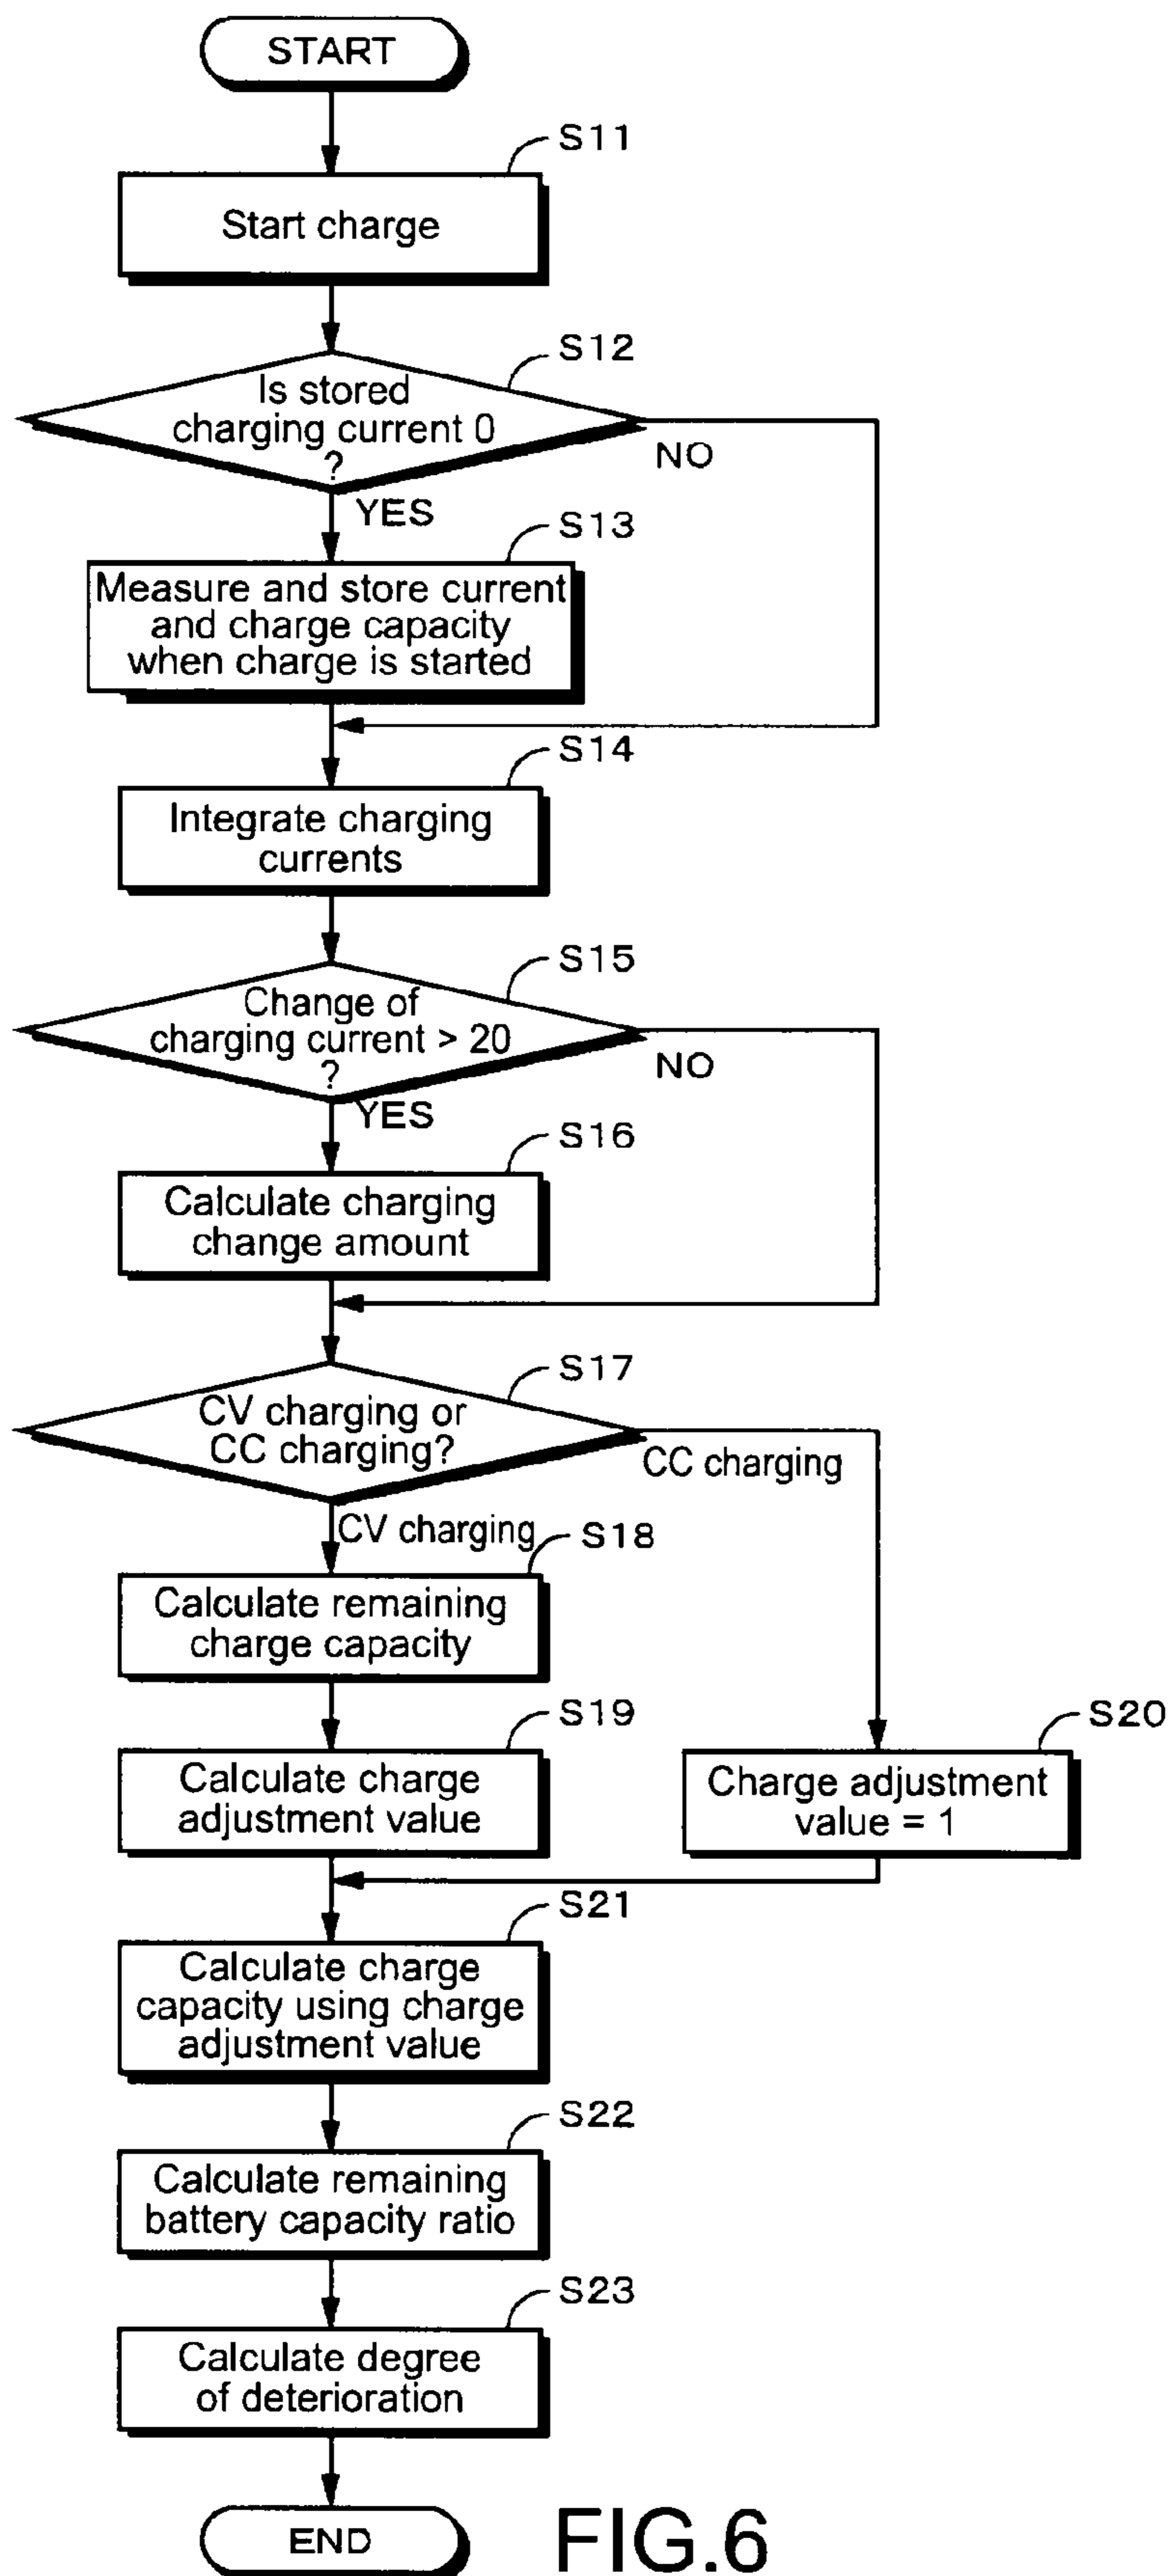 START
S11
Start charge
S12
Is stored
charging current 0
?
NO
YES
S13
Measure and store current
and charge capacity
when charge is started
S14
Integrate charging
currents
S15
Change of
charging current > 20
?
NO
YES
S16
Calculate charging
change amount
S17
CV charging or
CC charging?
CC charging
CV charging
S18
Calculate remaining
charge capacity
S19
Calculate charge
adjustment value
S20
Charge adjustment
value = 1
S21
Calculate charge
capacity using charge
adjustment value
S22
Calculate remaining
battery capacity ratio
S23
Calculate degree
of deterioration
END
FIG.6